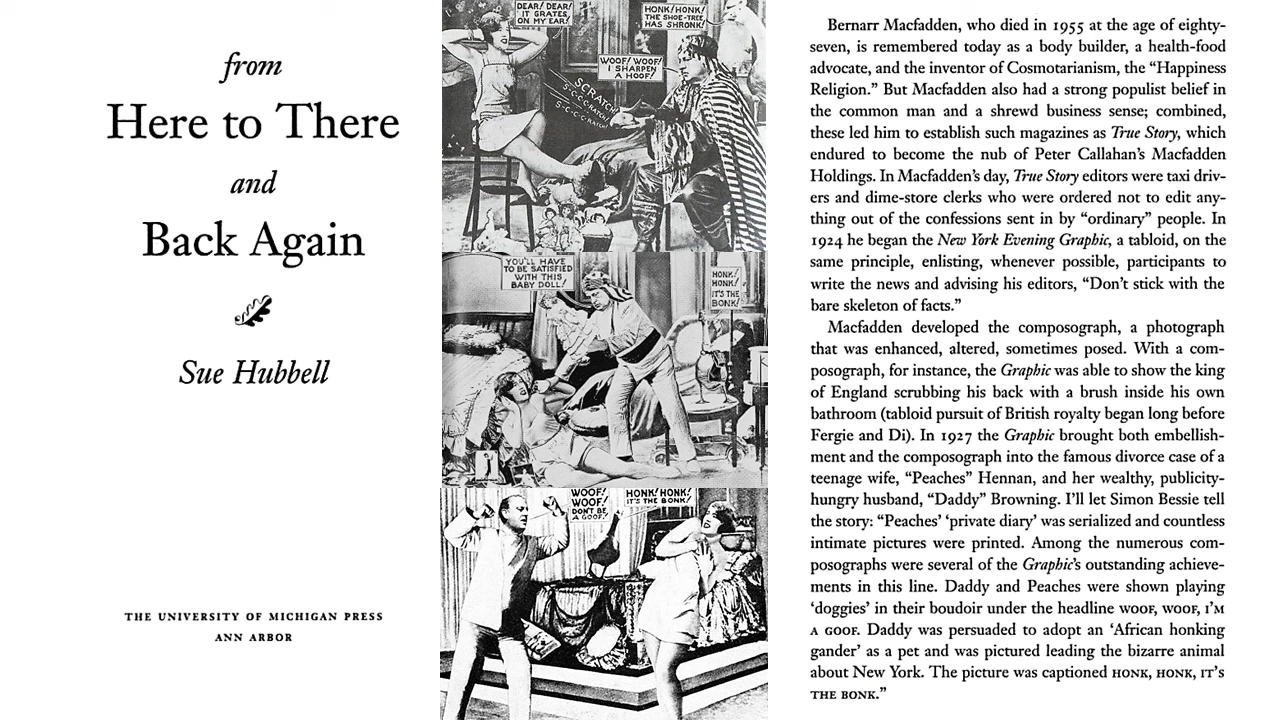 from
Here to There
and
Back Again
Sue Hubbell
THE UNIVERSITY OF MICHIGAN PRESS
ANN ARBOR
DEAR! DEAR!
IT GRATES,
ON MY EAR!
HONK! HONK!
THE SHOE-TREE
HAS SHRONK!
WOOF! WOOF!
I SHARPEN
A HOOF!
SCRATCH!
S-C-C-C-RATCH!
S-C-C-C-RATCH!
YOU'LL HAVE
TO BE SATISFIED
WITH THIS
BABY DOLL!
HONK!
HONK!
IT'S THE
BONK!
WOOF!
WOOF!
DON'T BE
A GOOF!
HONK! HONK!
IT'S THE BONK!
Bernarr Macfadden, who died in 1955 at the age of eighty-
seven, is remembered today as a body builder, a health-food
advocate, and the inventor of Cosmotarianism, the “Happiness
Religion.” But Macfadden also had a strong populist belief in
the common man and a shrewd business sense; combined,
these led him to establish such magazines as True Story, which
endured to become the nub of Peter Callahan’s Macfadden
Holdings. In Macfadden’s day, True Story editors were taxi driv-
ers and dime-store clerks who were ordered not to edit any-
thing out of the confessions sent in by “ordinary” people. In
1924 he began the New York Evening Graphic, a tabloid, on the
same principle, enlisting, whenever possible, participants to
write the news and advising his editors, “Don’t stick with the
bare skeleton of facts.”
Macfadden developed the composograph, a photograph
that was enhanced, altered, sometimes posed. With a com-
posograph, for instance, the Graphic was able to show the king
of England scrubbing his back with a brush inside his own
bathroom (tabloid pursuit of British royalty began long before
Fergie and Di). In 1927 the Graphic brought both embellish-
ment and the composograph into the famous divorce case of a
teenage wife, “Peaches” Hennan, and her wealthy, publicity-
hungry husband, “Daddy” Browning. I’ll let Simon Bessie tell
the story: “Peaches’ ‘private diary’ was serialized and countless
intimate pictures were printed. Among the numerous com-
posographs were several of the Graphic’s outstanding achieve-
ments in this line. Daddy and Peaches were shown playing
‘doggies’ in their boudoir under the headline WOOF, WOOF, I’M
A GOOF. Daddy was persuaded to adopt an ‘African honking
gander’ as a pet and was pictured leading the bizarre animal
about New York. The picture was captioned HONK, HONK, IT’S
THE BONK.”